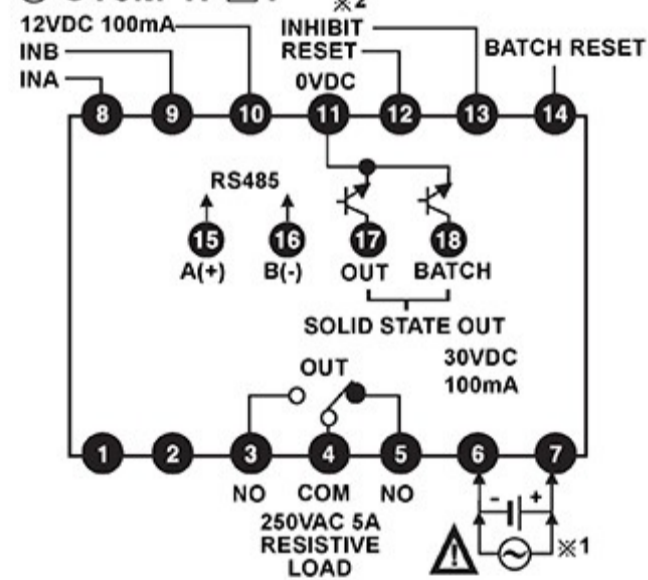 ※2
12VDC 100mA
INHIBIT
RESET
BATCH RESET
INB
INA
0VDC
8 9 10 11 12 13 14
RS485
15 16 17 18
A(+) B(-) OUT BATCH
SOLID STATE OUT
30VDC
100mA
OUT
1 2 3 4 5 6 7
NO COM NO
- +
250VAC 5A
RESISTIVE
LOAD
! ~ ※1